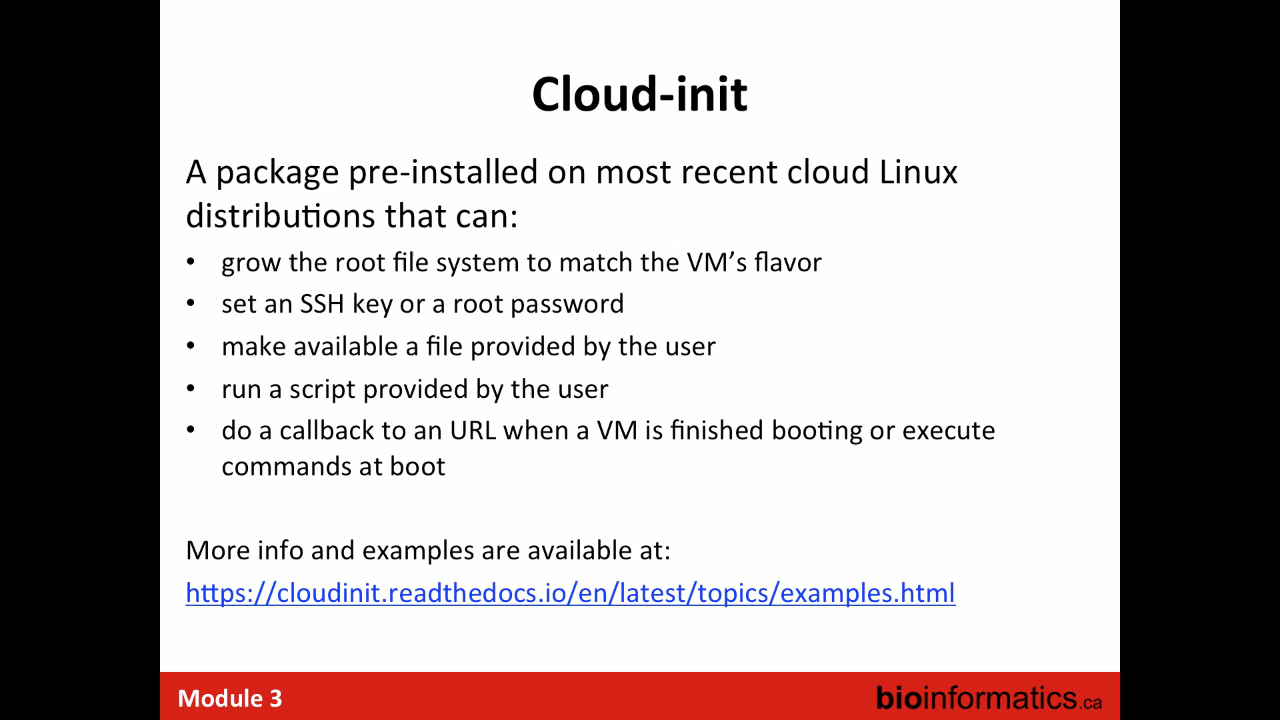 Cloud-init
A package pre-installed on most recent cloud Linux
distributions that can:
• grow the root file system to match the VM’s flavor
• set an SSH key or a root password
• make available a file provided by the user
• run a script provided by the user
• do a callback to an URL when a VM is finished booting or execute
commands at boot
More info and examples are available at:
https://cloudinit.readthedocs.io/en/latest/topics/examples.html
Module 3
bioinformatics.ca